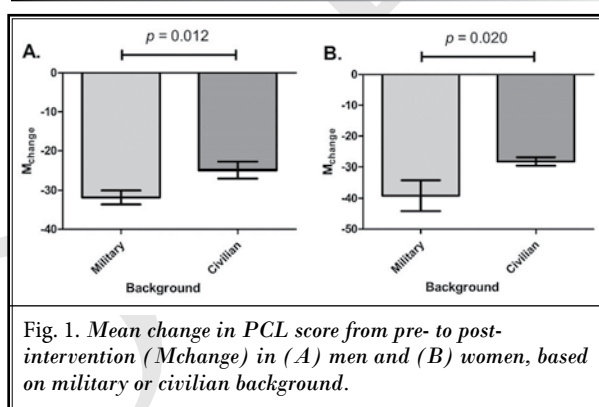 p = 0.012
A.
0
-10
-20
-30
-40
Mchange
Military
Civilian
Background
p = 0.020
B.
0
-10
-20
-30
-40
-50
Mchange
Military
Civilian
Background
Fig. 1. Mean change in PCL score from pre- to post-
intervention (Mchange) in (A) men and (B) women, based
on military or civilian background.